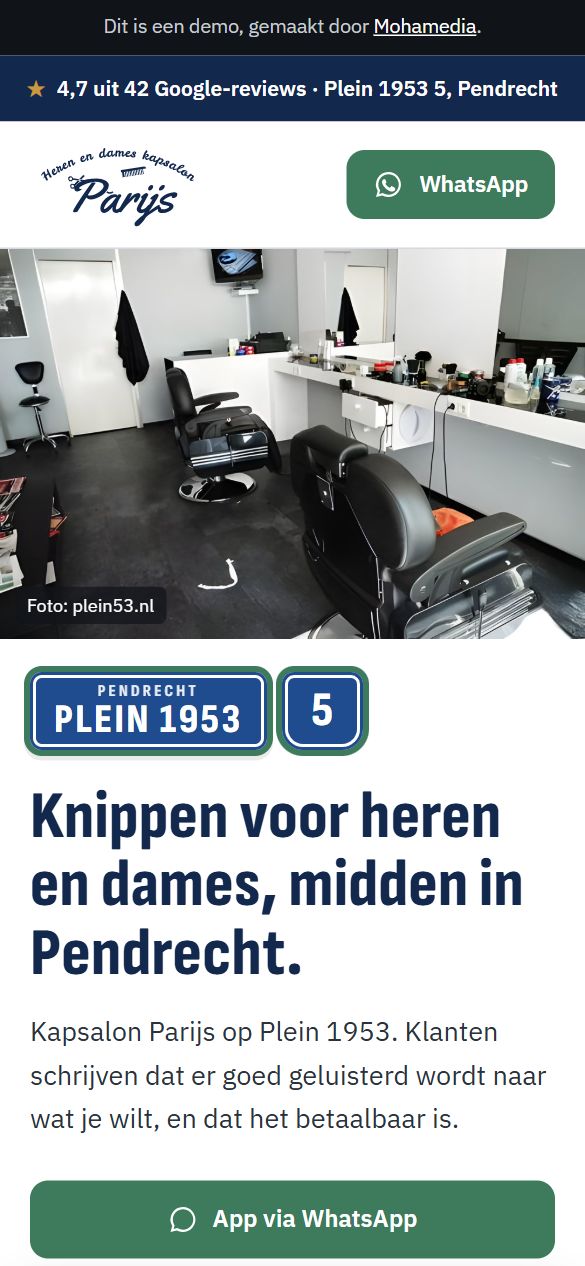 Dit is een demo, gemaakt door Mohamedia.
4,7 uit 42 Google-reviews · Plein 1953 5, Pendrecht
Heren en dames kapsalon
Parijs
WhatsApp
Foto: plein53.nl
PENDRECHT
PLEIN 1953
5
Knippen voor heren
en dames, midden in
Pendrecht.
Kapsalon Parijs op Plein 1953. Klanten
schrijven dat er goed geluisterd wordt naar
wat je wilt, en dat het betaalbaar is.
App via WhatsApp